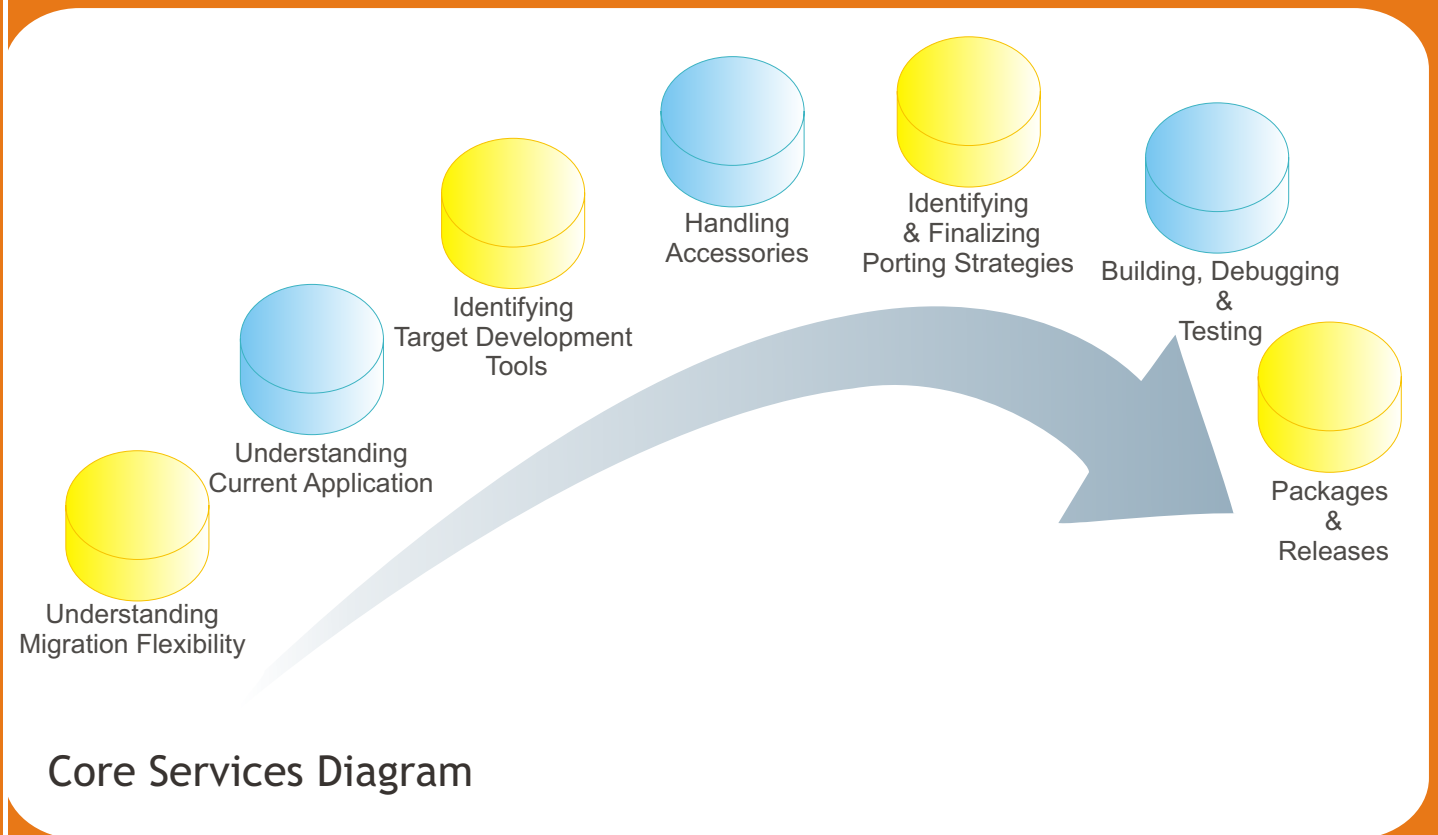 Understanding
Migration Flexibility
Understanding
Current Application
Identifying
Target Development
Tools
Handling
Accessories
Identifying
& Finalizing
Porting Strategies
Building, Debugging
&
Testing
Packages
&
Releases
Core Services Diagram